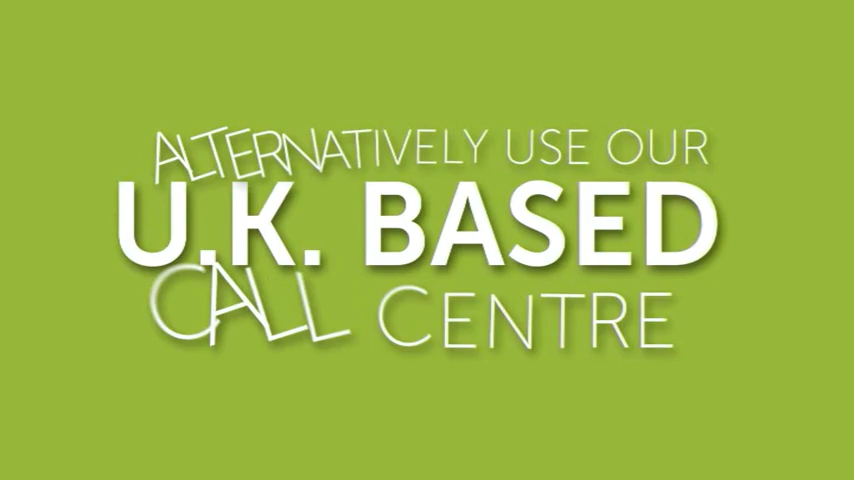 ALTERNATIVELY USE OUR
U.K. BASED
CALL CENTRE